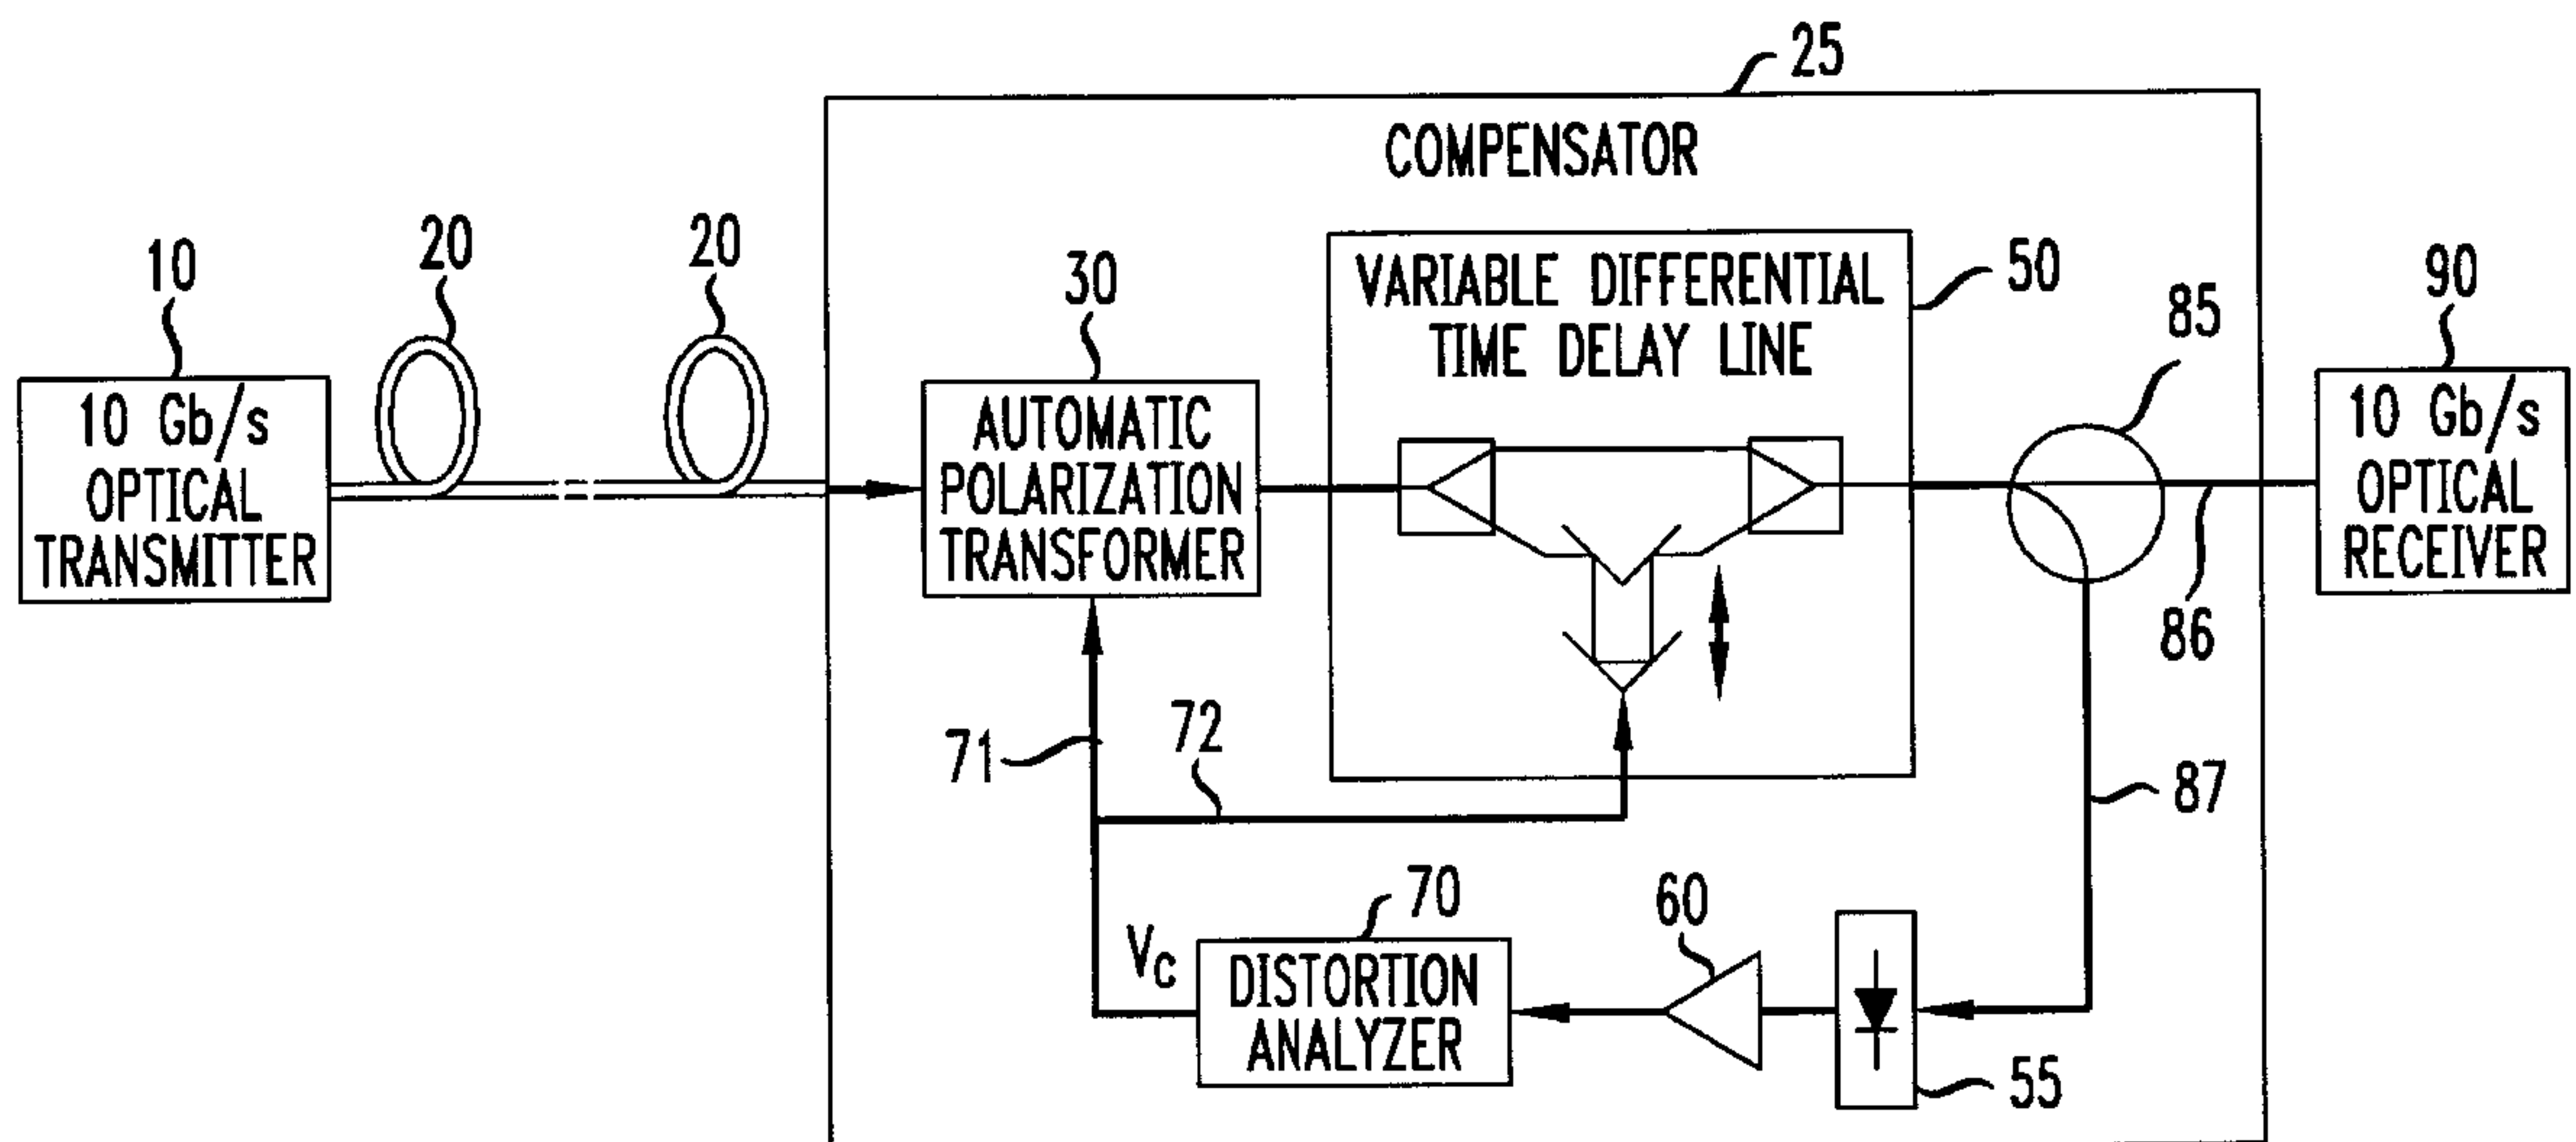 25
COMPENSATOR
10
20
20
30
VARIABLE DIFFERENTIAL
TIME DELAY LINE
50
85
90
10 Gb/s
OPTICAL
TRANSMITTER
AUTOMATIC
POLARIZATION
TRANSFORMER
10 Gb/s
OPTICAL
RECEIVER
86
71
72
87
70
60
VC
DISTORTION
ANALYZER
55